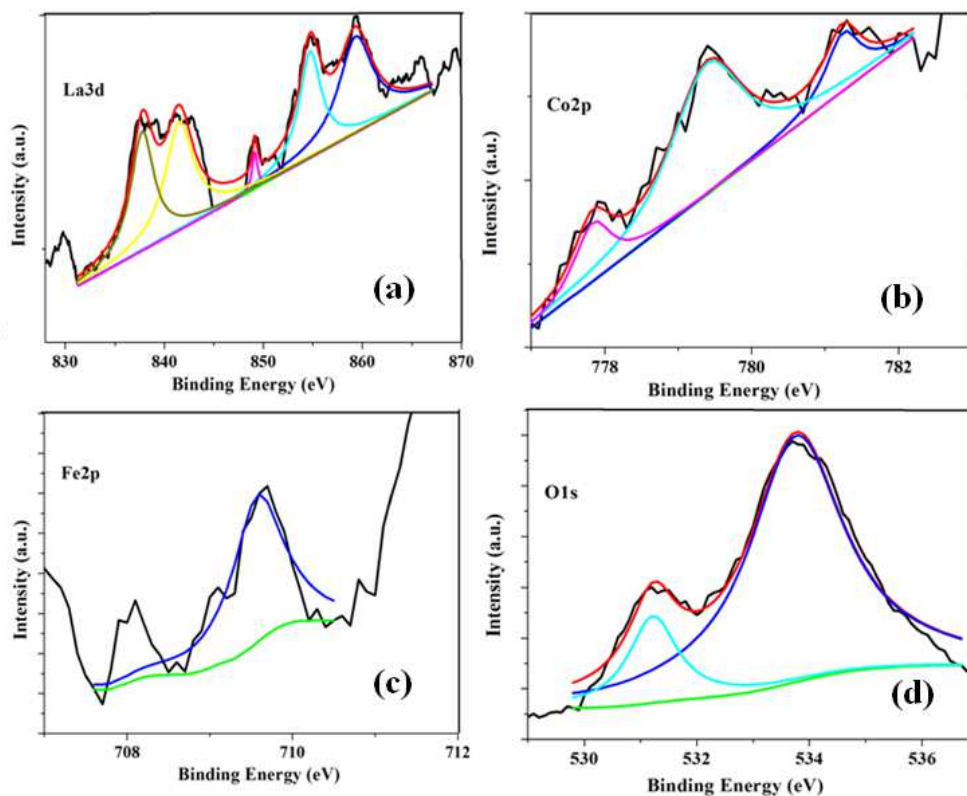 La3d
Intensity (a.u.)
(a)
830 840 850 860 870
Binding Energy (eV)
Co2p
Intensity (a.u.)
(b)
778 780 782
Binding Energy (eV)
Fe2p
Intensity (a.u.)
(c)
708 710 712
Binding Energy (eV)
O1s
Intensity (a.u.)
(d)
530 532 534 536
Binding Energy (eV)